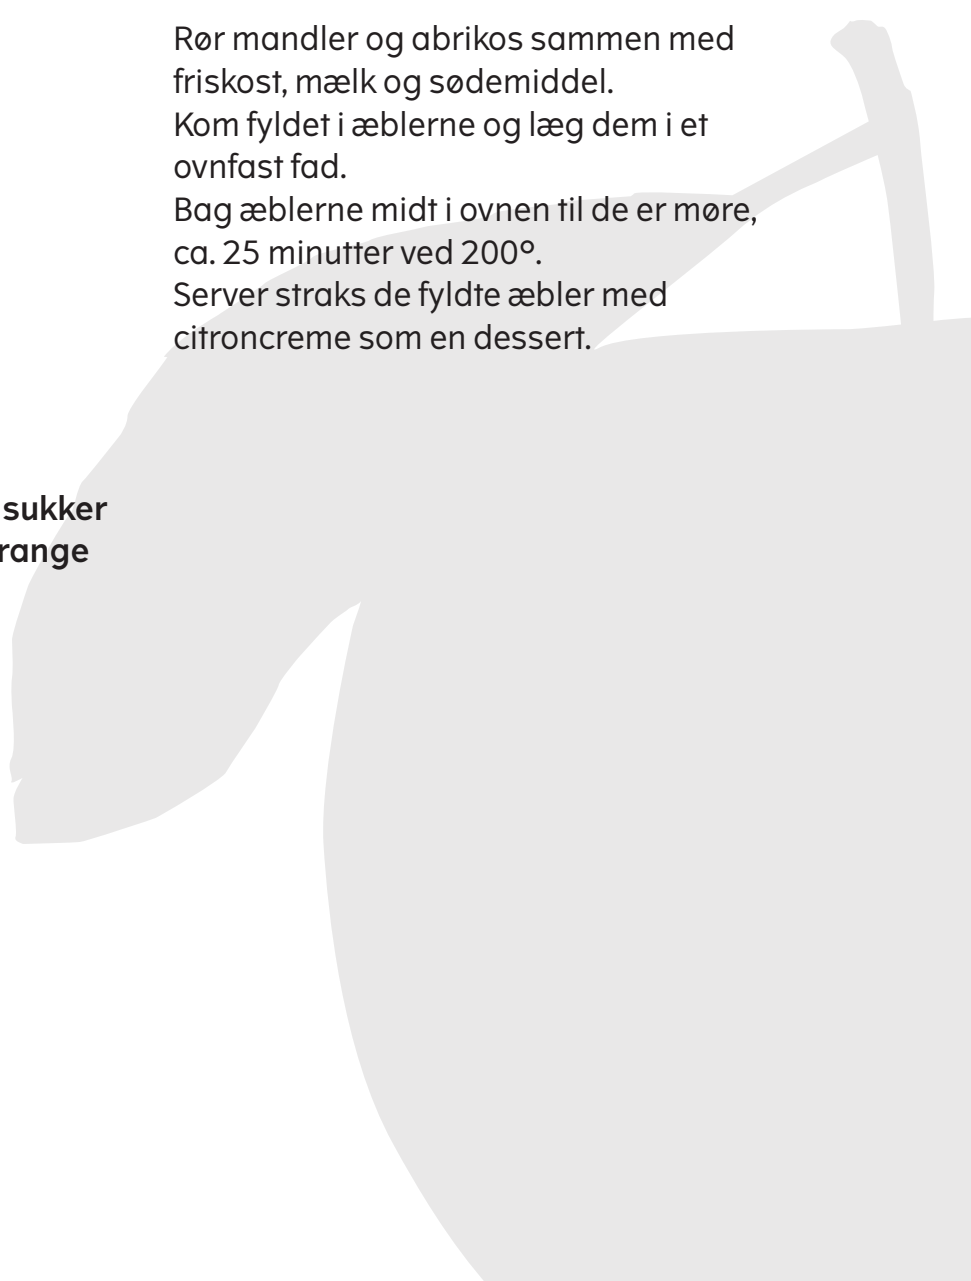 Rør mandler og abrikos sammen med
friskost, mælk og sødemiddel.
Kom fyldet i æblerne og læg dem i et
ovnfast fad.
Bag æblerne midt i ovnen til de er møre,
ca. 25 minutter ved 200°.
Server straks de fyldte æbler med
citroncreme som en dessert.
sukker
range